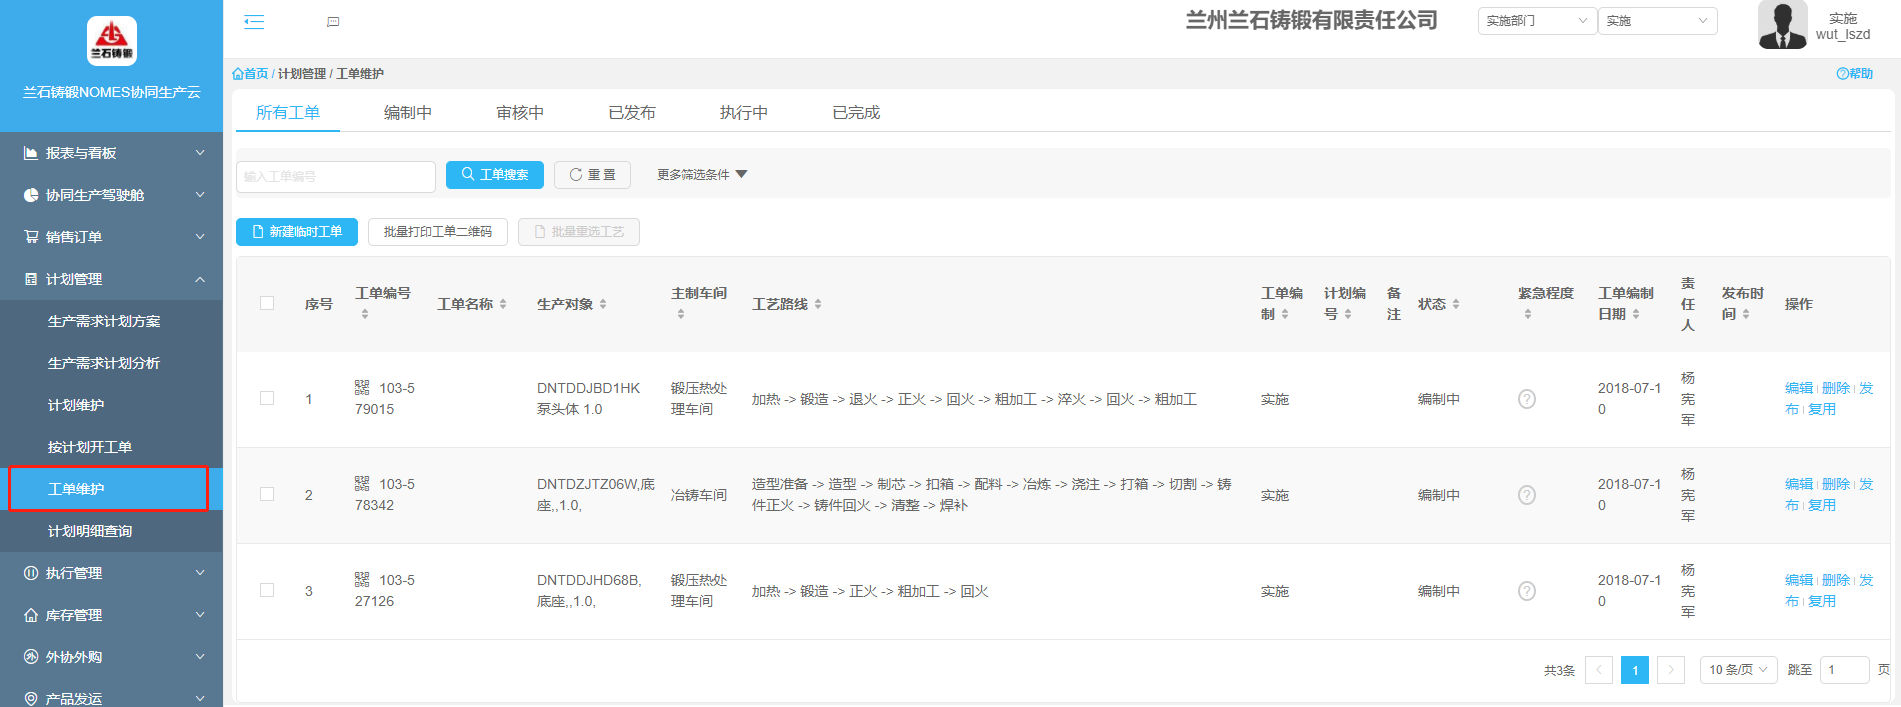 兰石铸锻
兰石铸锻NOMES协同生产云
报表与看板
协同生产驾驶舱
销售订单
计划管理
生产需求计划方案
生产需求计划分析
计划维护
按计划开工单
工单维护
计划明细查询
执行管理
库存管理
外协外购
产品发运
兰州兰石铸锻有限责任公司
实施部门
实施
实施
wut_lszd
首页 / 计划管理 / 工单维护
帮助
所有工单 编制中 审核中 已发布 执行中 已完成
输入工单编号
工单搜索
重 置
更多筛选条件
新建临时工单
批量打印工单二维码
批量重选工艺
序号
工单编号
工单名称
生产对象
主制车间
工艺路线
工单编
制
计划编
号
备
注
状态
紧急程度
工单编制
日期
责
任
人
发布时
间
操作
1
103-5
79015
DNTDDJBD1HK
泵头体 1.0
锻压热处
理车间
加热 -> 锻造 -> 退火 -> 正火 -> 回火 -> 粗加工 -> 淬火 -> 回火 -> 粗加工
实施
编制中
?
2018-07-1
0
杨
宪
军
编辑 | 删除 | 发
布 | 复用
2
103-5
78342
DNTDZJTZ06W,底
座,,1.0,
冶铸车间
造型准备 -> 造型 -> 制芯 -> 扣箱 -> 配料 -> 冶炼 -> 浇注 -> 打箱 -> 切割 -> 铸
件正火 -> 铸件回火 -> 清整 -> 焊补
实施
编制中
?
2018-07-1
0
杨
宪
军
编辑 | 删除 | 发
布 | 复用
3
103-5
27126
DNTDDJHD68B,
底座,,1.0,
锻压热处
理车间
加热 -> 锻造 -> 正火 -> 粗加工 -> 回火
实施
编制中
?
2018-07-1
0
杨
宪
军
编辑 | 删除 | 发
布 | 复用
共3条 < 1 > 10 条/页 跳至 1 页